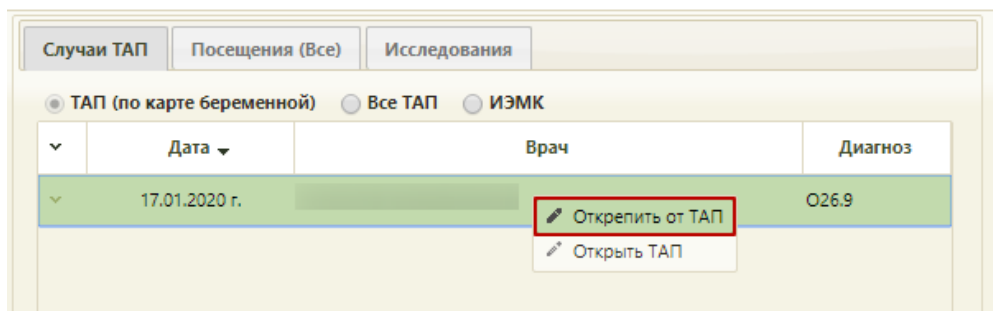 Случаи ТАП Посещения (Все) Исследования
ТАП (по карте беременной) Все ТАП ИЭМК
Дата Врач Диагноз
17.01.2020 г. O26.9
Открепить от ТАП
Открыть ТАП